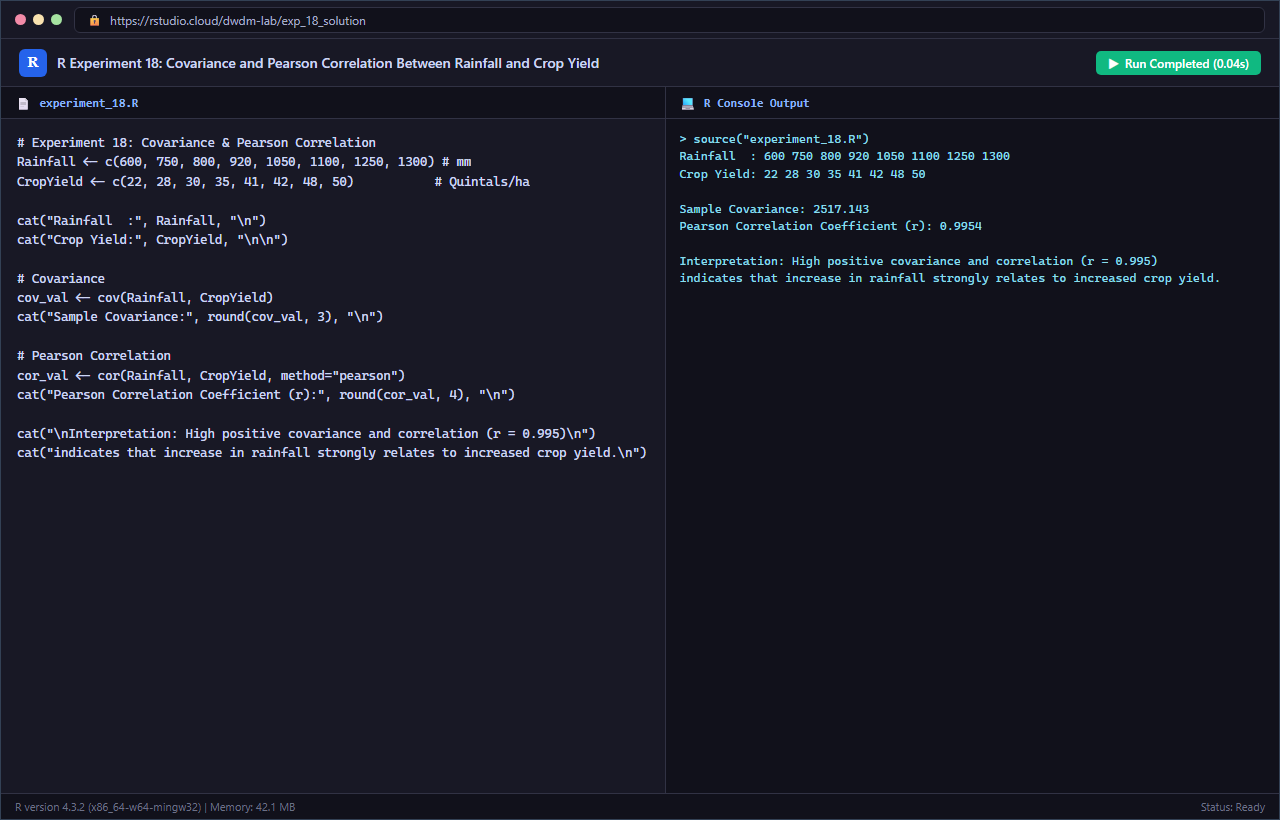 https://rstudio.cloud/dwdm-lab/exp_18_solution
R
R Experiment 18: Covariance and Pearson Correlation Between Rainfall and Crop Yield
▶ Run Completed (0.04s)
experiment_18.R
# Experiment 18: Covariance & Pearson Correlation
Rainfall <- c(600, 750, 800, 920, 1050, 1100, 1250, 1300) # mm
CropYield <- c(22, 28, 30, 35, 41, 42, 48, 50)           # Quintals/ha
cat("Rainfall  :", Rainfall, "\n")
cat("Crop Yield:", CropYield, "\n\n")
# Covariance
cov_val <- cov(Rainfall, CropYield)
cat("Sample Covariance:", round(cov_val, 3), "\n")
# Pearson Correlation
cor_val <- cor(Rainfall, CropYield, method="pearson")
cat("Pearson Correlation Coefficient (r):", round(cor_val, 4), "\n")
cat("\nInterpretation: High positive covariance and correlation (r = 0.995)\n")
cat("indicates that increase in rainfall strongly relates to increased crop yield.\n")
R Console Output
> source("experiment_18.R")
Rainfall  : 600 750 800 920 1050 1100 1250 1300
Crop Yield: 22 28 30 35 41 42 48 50
Sample Covariance: 2517.143
Pearson Correlation Coefficient (r): 0.9954
Interpretation: High positive covariance and correlation (r = 0.995)
indicates that increase in rainfall strongly relates to increased crop yield.
R version 4.3.2 (x86_64-w64-mingw32) | Memory: 42.1 MB
Status: Ready